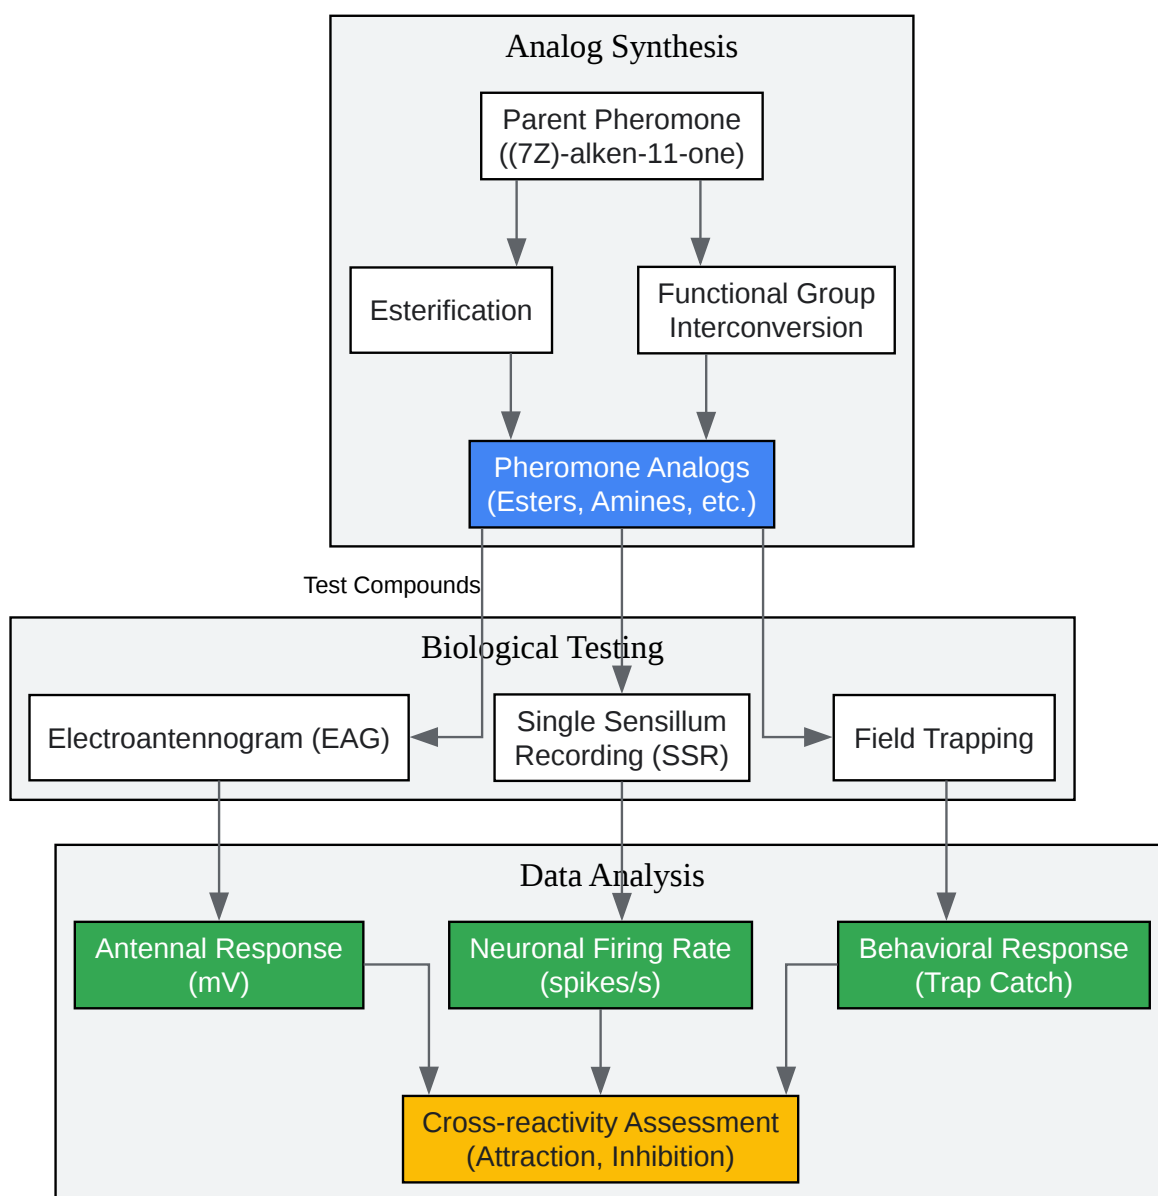 Analog Synthesis
Parent Pheromone
((7Z)-alken-11-one)
Esterification
Functional Group
Interconversion
Pheromone Analogs
(Esters, Amines, etc.)
Test Compounds
Biological Testing
Electroantennogram (EAG)
Single Sensillum
Recording (SSR)
Field Trapping
Data Analysis
Antennal Response
(mV)
Neuronal Firing Rate
(spikes/s)
Behavioral Response
(Trap Catch)
Cross-reactivity Assessment
(Attraction, Inhibition)